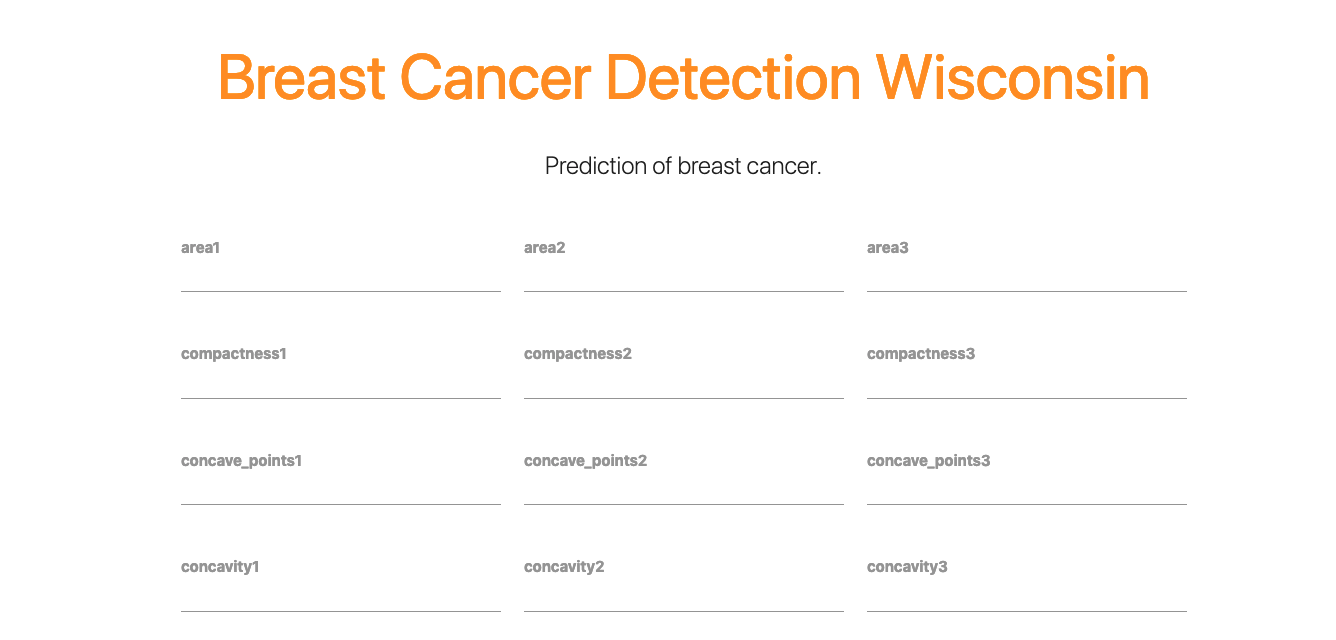 Breast Cancer Detection Wisconsin
Prediction of breast cancer.
area1 area2 area3
compactness1 compactness2 compactness3
concave_points1 concave_points2 concave_points3
concavity1 concavity2 concavity3